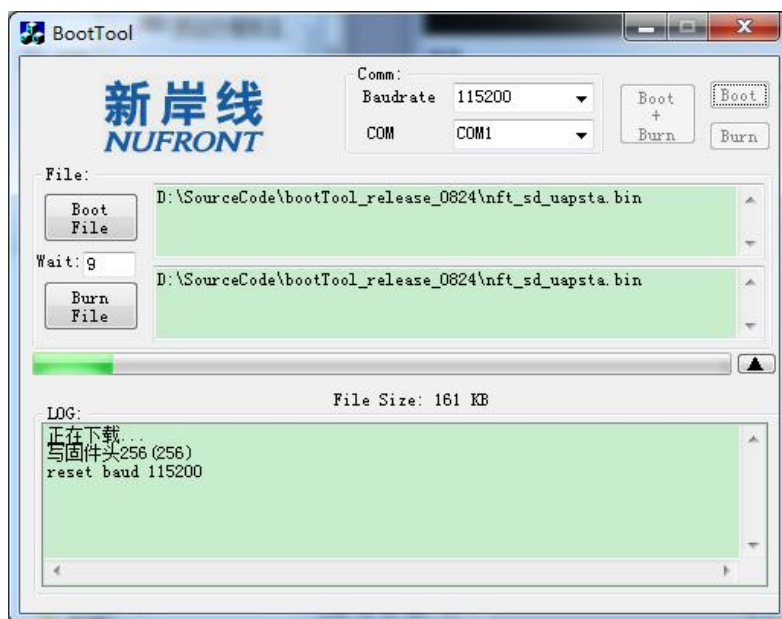 BootTool
新岸线
NUFRONT
Comm:
Baudrate 115200
COM COM1
Boot
+
Burn
Boot
Burn
File:
Boot
File
D:\SourceCode\bootTool_release_0824\nft_sd_uapsta.bin
Wait: 9
Burn
File
D:\SourceCode\bootTool_release_0824\nft_sd_uapsta.bin
File Size: 161 KB
LOG:
正在下载...
写固件头256(256)
reset baud 115200